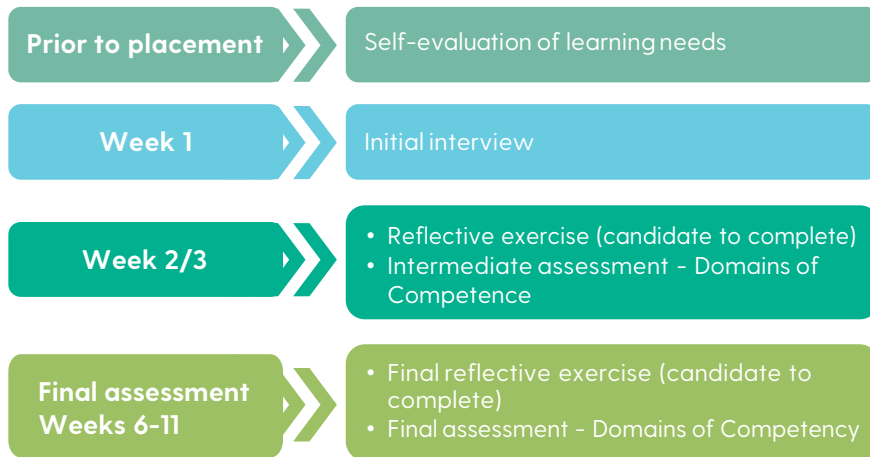 Prior to placement
Self-evaluation of learning needs
Week 1
Initial interview
Week 2/3
• Reflective exercise (candidate to complete)
• Intermediate assessment - Domains of
Competence
Final assessment
Weeks 6-11
• Final reflective exercise (candidate to
complete)
• Final assessment - Domains of Competency